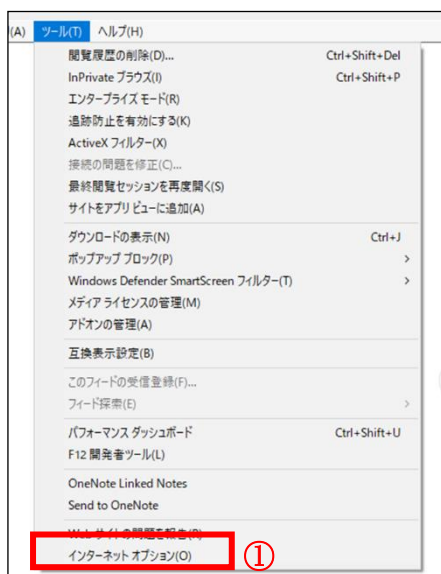 (A) ツール(T) ヘルプ(H)
閲覧履歴の削除(D)... Ctrl+Shift+Del
InPrivate ブラウズ(I) Ctrl+Shift+P
エンタープライズ モード(R)
追跡防止を有効にする(K)
ActiveX フィルター(X)
接続の問題を修正(C)...
最終閲覧セッションを再度開く(S)
サイトをアプリ ビューに追加(A)
ダウンロードの表示(N) Ctrl+J
ポップアップ ブロック(P)
Windows Defender SmartScreen フィルター(T)
メディア ライセンスの管理(M)
アドオンの管理(A)
互換表示設定(B)
このフィードの受信登録(F)...
フィード探索(E)
パフォーマンス ダッシュボード Ctrl+Shift+U
F12 開発者ツール(L)
OneNote Linked Notes
Send to OneNote
Web サイトの問題を報告(R)
インターネット オプション(O) ①